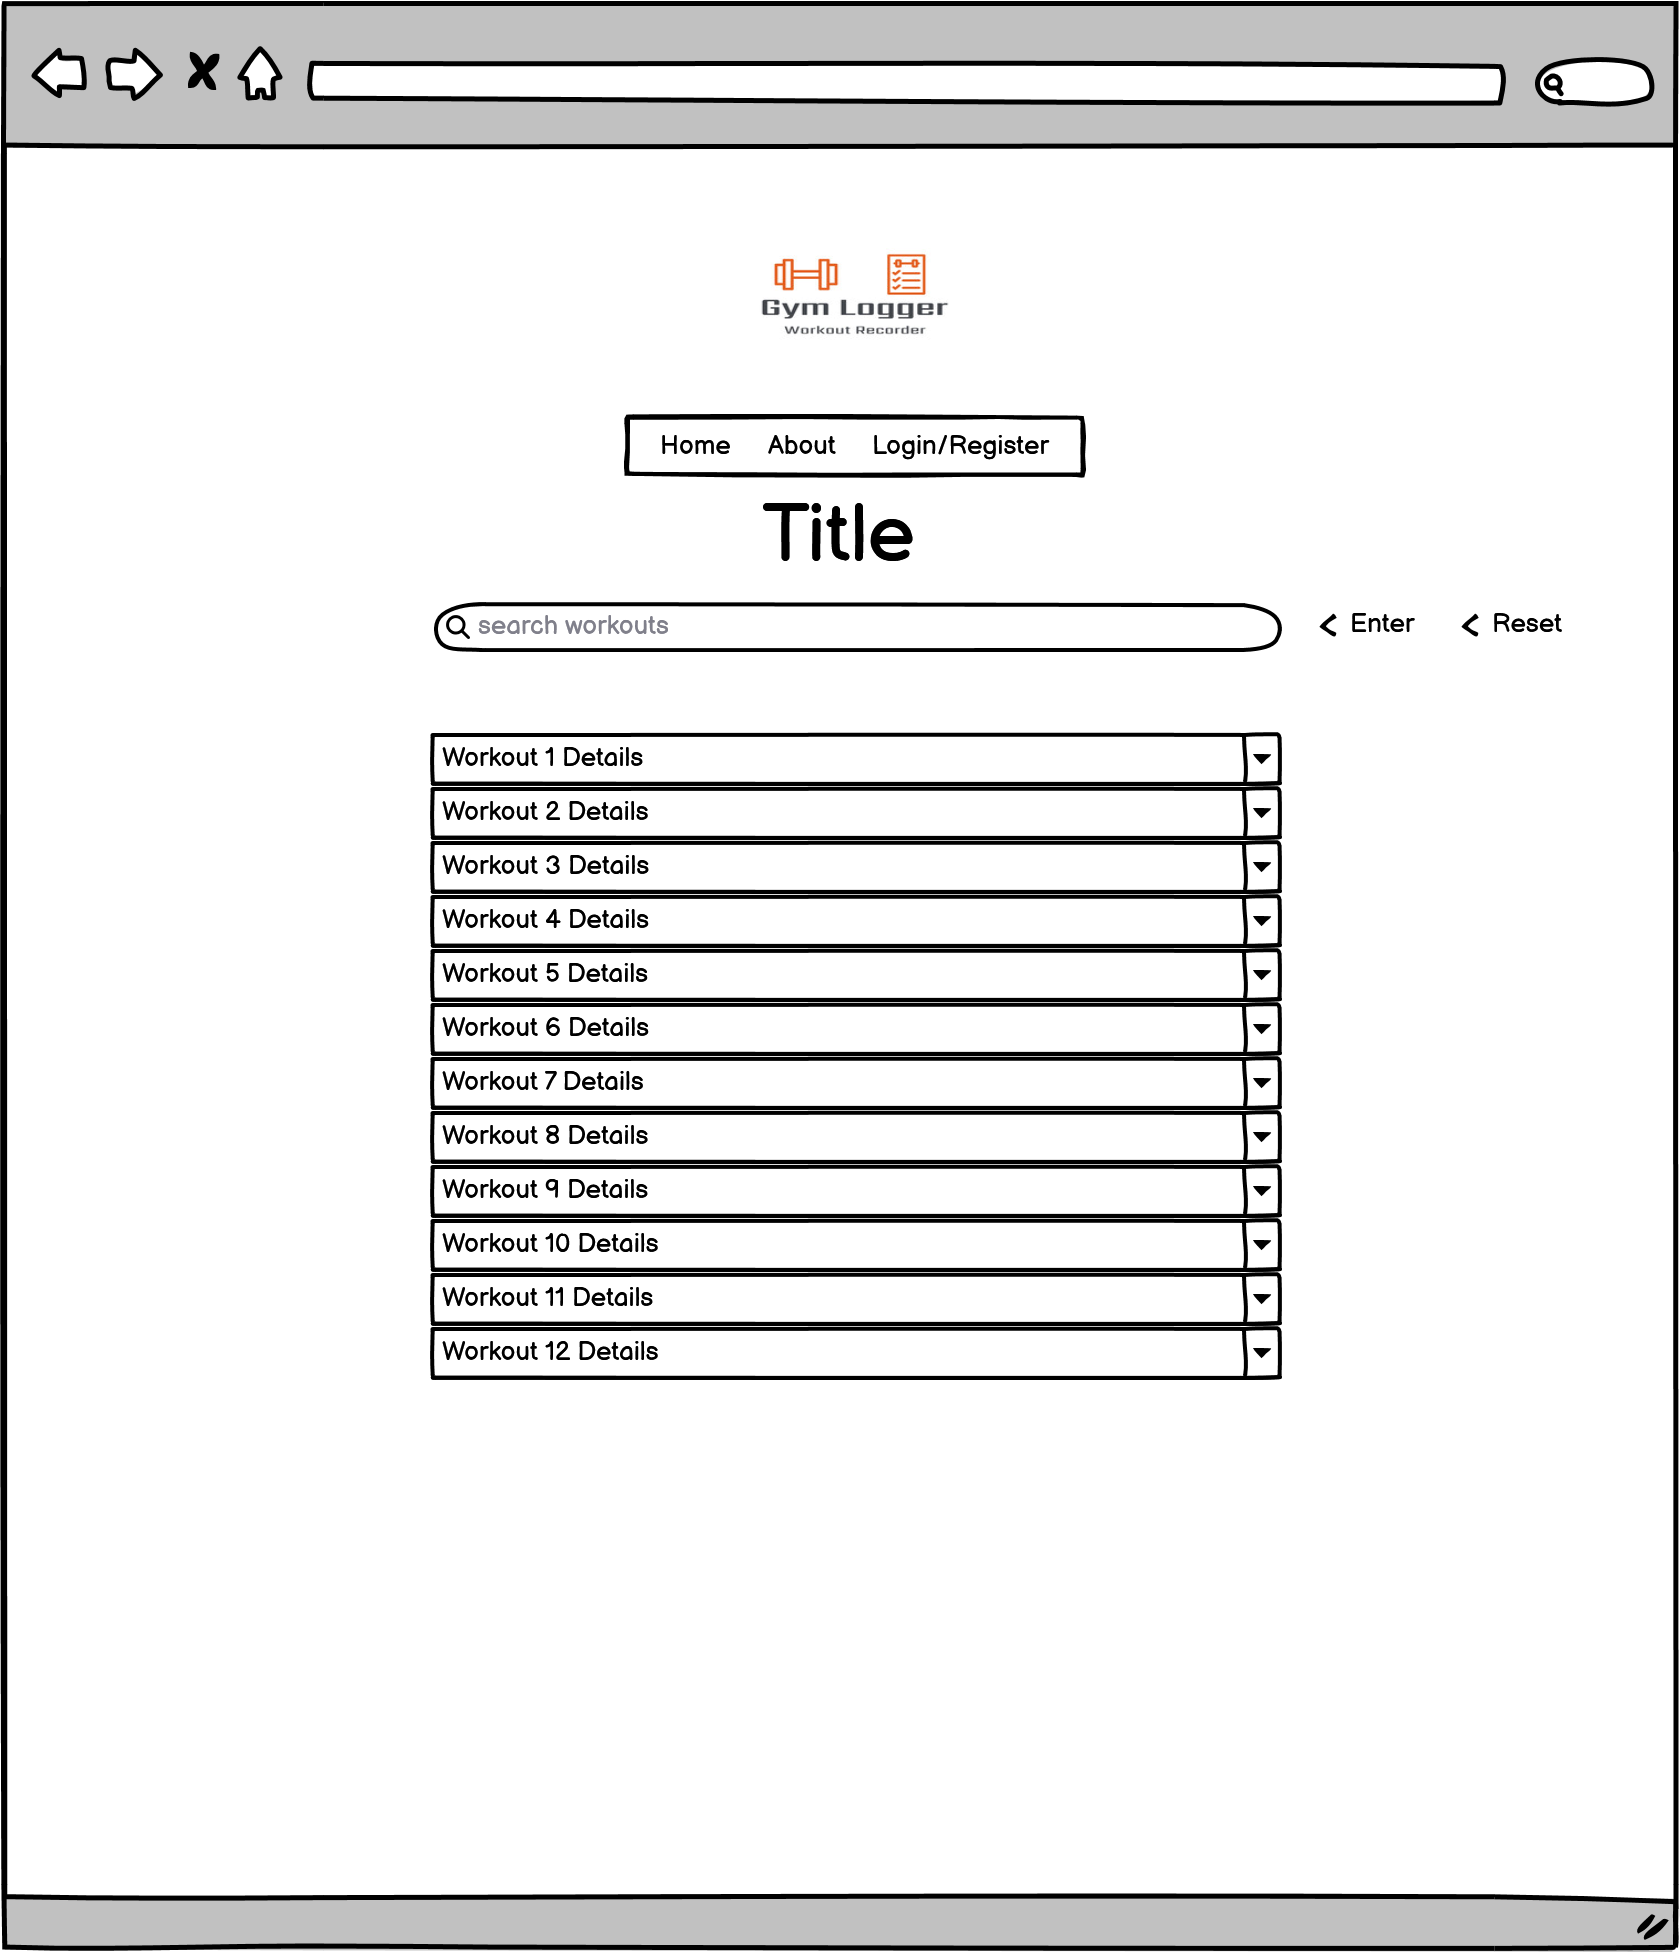 Gym Logger
Workout Recorder
Home About Login/Register
Title
search workouts
Enter
Reset
Workout 1 Details
Workout 2 Details
Workout 3 Details
Workout 4 Details
Workout 5 Details
Workout 6 Details
Workout 7 Details
Workout 8 Details
Workout 9 Details
Workout 10 Details
Workout 11 Details
Workout 12 Details